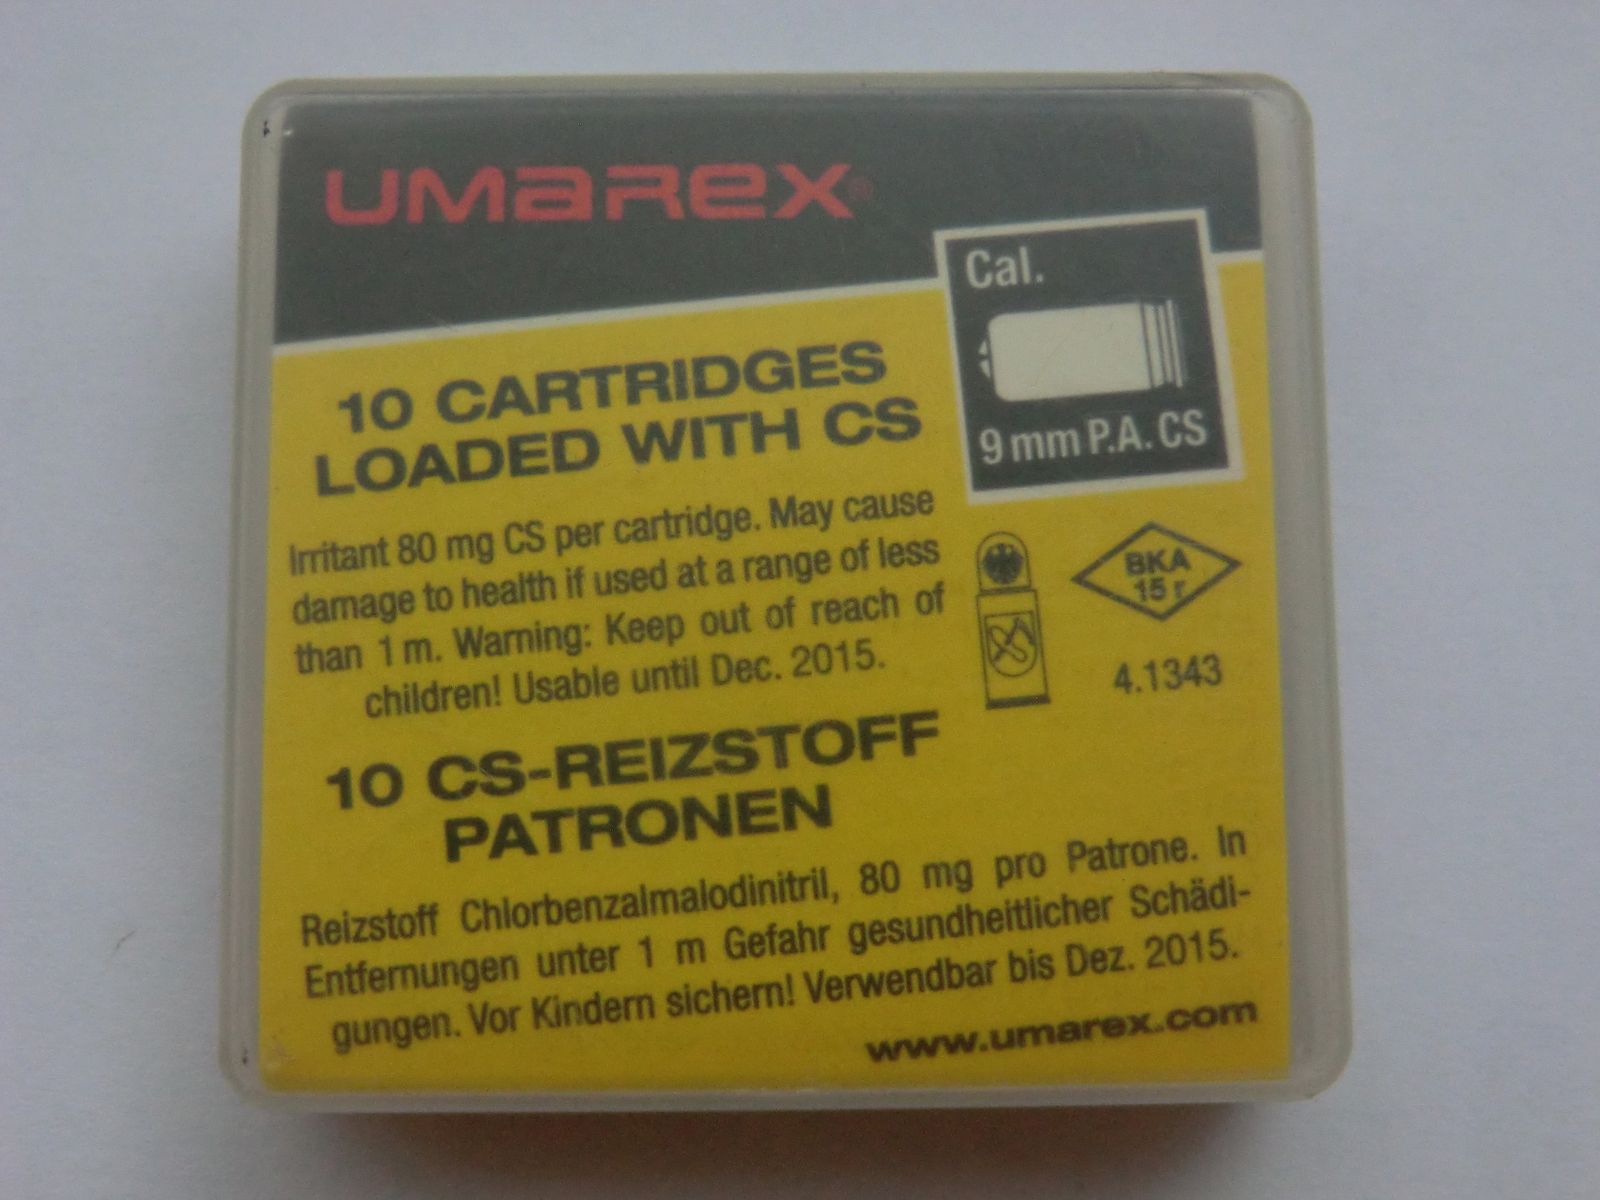 UMAREX®
Cal.
9 mm P.A. CS
10 CARTRIDGES
LOADED WITH CS
Irritant 80 mg CS per cartridge. May cause
damage to health if used at a range of less
than 1 m. Warning: Keep out of reach of
children! Usable until Dec. 2015.
BKA
15 r
4.1343
10 CS-REIZSTOFF
PATRONEN
Reizstoff Chlorbenzalmalodinitril, 80 mg pro Patrone. In
Entfernungen unter 1 m Gefahr gesundheitlicher Schädi-
gungen. Vor Kindern sichern! Verwendbar bis Dez. 2015.
www.umarex.com